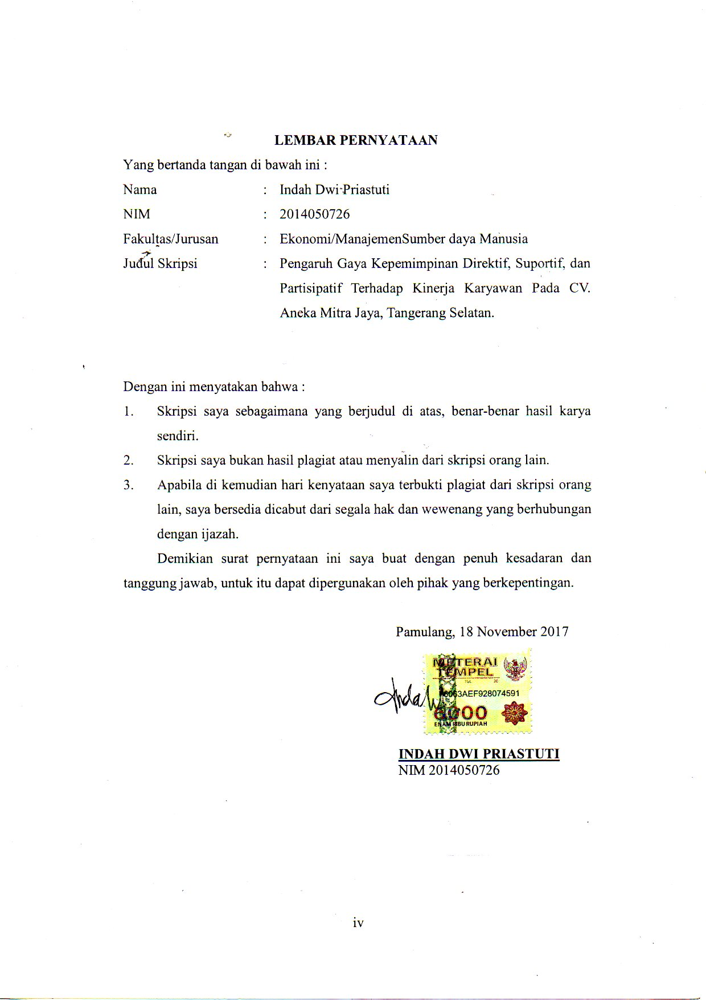 LEMBAR PERNYATAAN
Yang bertanda tangan di bawah ini :
Nama : Indah Dwi Priastuti
NIM : 2014050726
Fakultas/Jurusan : Ekonomi/ManajemenSumber daya Manusia
Judul Skripsi : Pengaruh Gaya Kepemimpinan Direktif, Suportif, dan
Partisipatif Terhadap Kinerja Karyawan Pada CV.
Aneka Mitra Jaya, Tangerang Selatan.
Dengan ini menyatakan bahwa :
1. Skripsi saya sebagaimana yang berjudul di atas, benar-benar hasil karya
sendiri.
2. Skripsi saya bukan hasil plagiat atau menyalin dari skripsi orang lain.
3. Apabila di kemudian hari kenyataan saya terbukti plagiat dari skripsi orang
lain, saya bersedia dicabut dari segala hak dan wewenang yang berhubungan
dengan ijazah.
Demikian surat pernyataan ini saya buat dengan penuh kesadaran dan
tanggung jawab, untuk itu dapat dipergunakan oleh pihak yang berkepentingan.
Pamulang, 18 November 2017
METERAI
TEMPEL
TGL 20
3AEF928074591
6000
ENAM RIBU RUPIAH
INDAH DWI PRIASTUTI
NIM 2014050726
iv